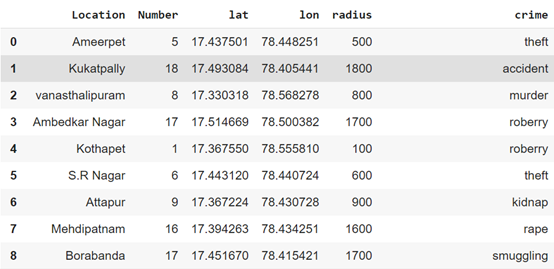 Location Number lat lon radius crime
0 Ameerpet 5 17.437501 78.448251 500 theft
1 Kukatpally 18 17.493084 78.405441 1800 accident
2 vanasthalipuram 8 17.330318 78.568278 800 murder
3 Ambedkar Nagar 17 17.514669 78.500382 1700 roberry
4 Kothapet 1 17.367550 78.555810 100 roberry
5 S.R Nagar 6 17.443120 78.440724 600 theft
6 Attapur 9 17.367224 78.430728 900 kidnap
7 Mehdipatnam 16 17.394263 78.434251 1600 rape
8 Borabanda 17 17.451670 78.415421 1700 smuggling